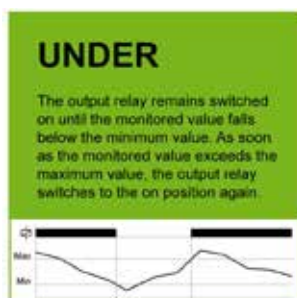 UNDER
The output relay remains switched
on until the monitored value falls
below the minimum value. As soon
as the monitored value exceeds the
maximum value, the output relay
switches to the on position again.
Max
Min